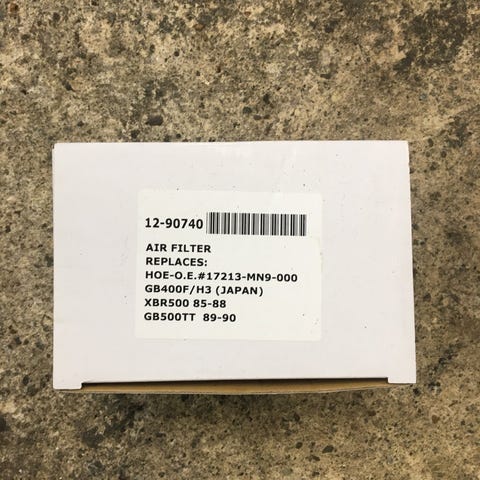 12-90740
AIR FILTER
REPLACES:
HOE-O.E.#17213-MN9-000
GB400F/H3 (JAPAN)
XBR500 85-88
GB500TT 89-90